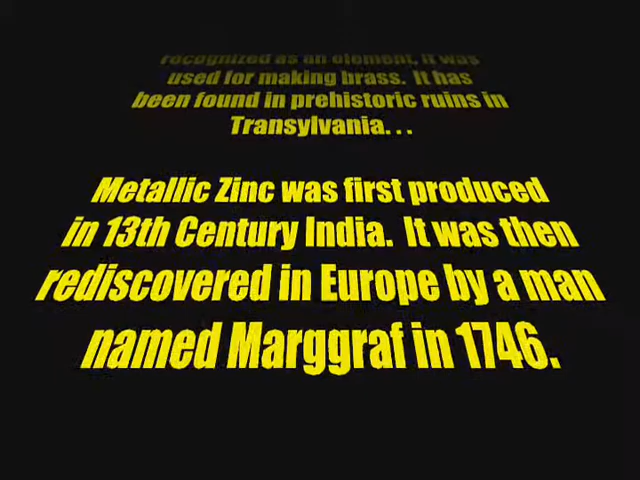 recognized as an element, it was
used for making brass. It has
been found in prehistoric ruins in
Transylvania. . .
Metallic Zinc was first produced
in 13th Century India. It was then
rediscovered in Europe by a man
named Marggraf in 1746.